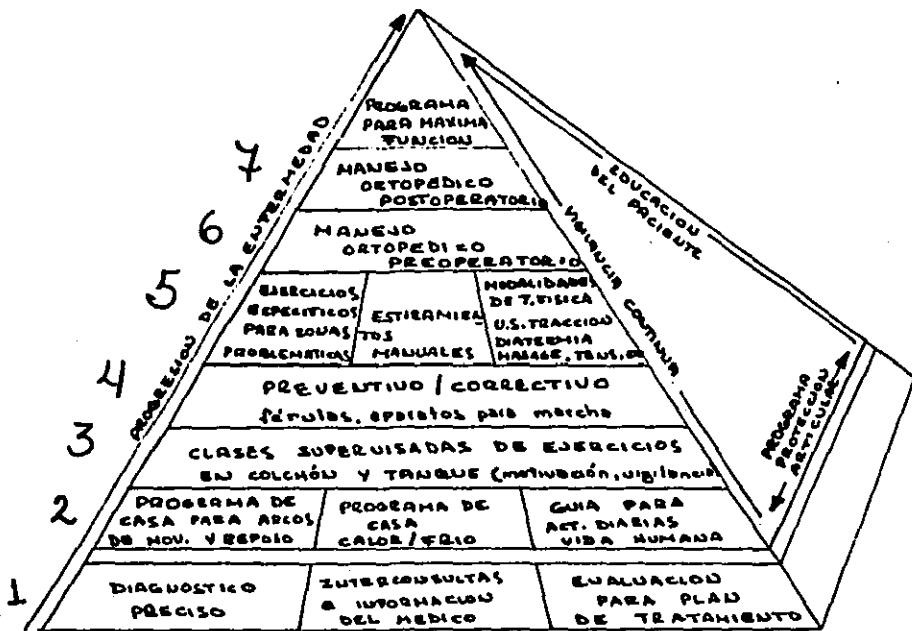 PROGRAMA
PARA MAXIMA
FUNCION
7
MANEJO
ORTOPEDICO
POSTOPERATORIO
6
MANEJO
ORTOPEDICO
PREOPERATORIO
5
EJERCICIOS
ESPECITICOS
PARA ZONAS
PROBLEMATICAS
ESTIRAMIEN
TOS
MANUALES
MODALIDADES
DE T. FISICA
U.S. TRACCION
DIATERMIA
MASAGE, TENS,
4
PREVENTIVO / CORRECTIVO
férulas, aparatos para marcha
3
CLASES SUPERVISADAS DE EJERCICIOS
EN COLCHÓN Y TANQUE (motivación, vigilancia
2
PROGRAMA DE
CASA PARA ARCOS
DE MOV. Y REPOSO
PROGRAMA DE
CASA
CALOR / FRIO
GUIA PARA
ACT. DIARIAS
VIDA HUMANA
1
DIAGNOSTICO
PRECISO
INTERCONSULTAS
e INFORMACION
DEL MEDICO
EVALUACION
PARA PLAN
DE TRATAMIENTO
PROGRESION DE LA ENFERMEDAD
VIGILANCIA CONTINUA
EDUCACION
DEL PACIENTE
PROGRAMA
PROTECCION
ARTICULAR